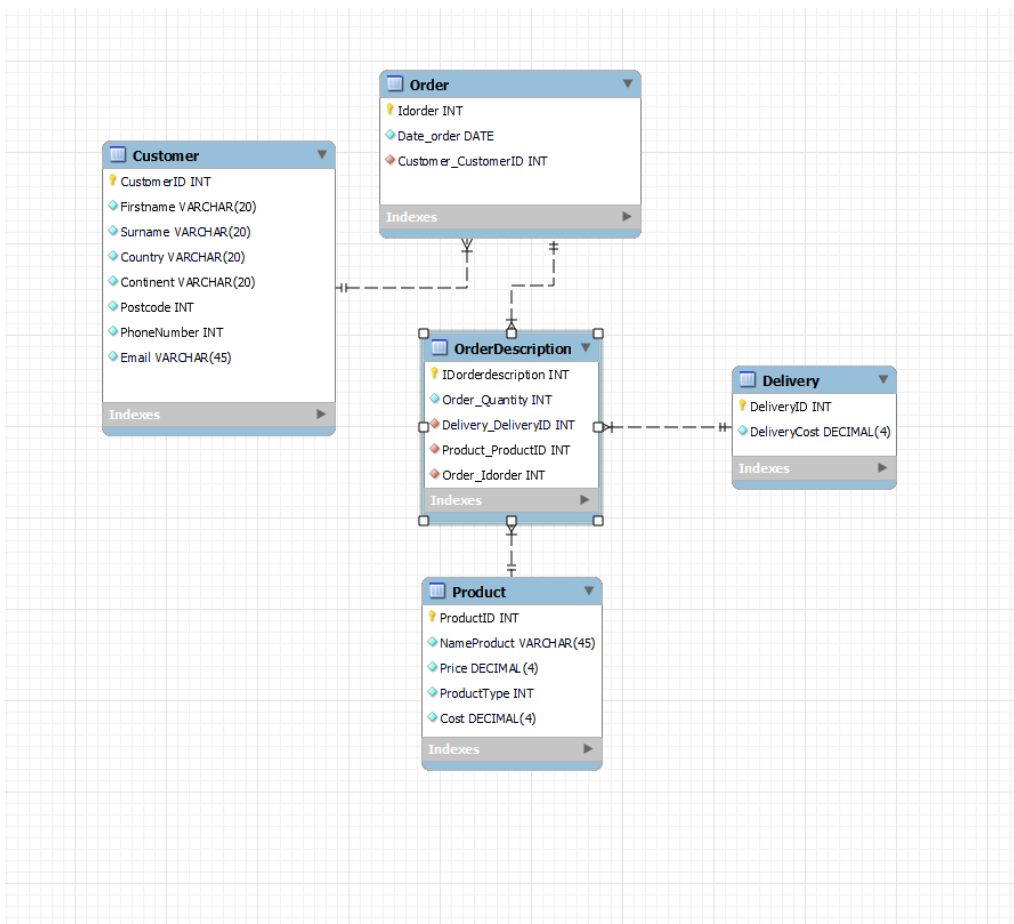 Order
Idorder INT
Date_order DATE
Customer_CustomerID INT
Indexes
Customer
CustomerID INT
Firstname VARCHAR(20)
Surname VARCHAR(20)
Country VARCHAR(20)
Continent VARCHAR(20)
Postcode INT
PhoneNumber INT
Email VARCHAR(45)
Indexes
OrderDescription
IDorderdescription INT
Order_Quantity INT
Delivery_DeliveryID INT
Product_ProductID INT
Order_Idorder INT
Indexes
Delivery
DeliveryID INT
DeliveryCost DECIMAL(4)
Indexes
Product
ProductID INT
NameProduct VARCHAR(45)
Price DECIMAL(4)
ProductType INT
Cost DECIMAL(4)
Indexes